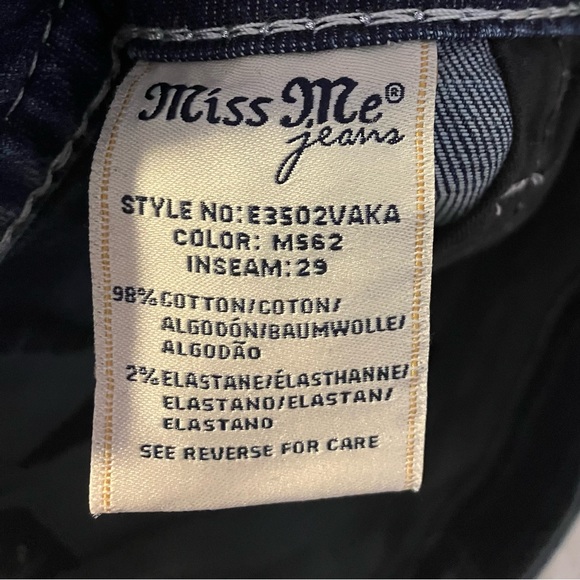 Miss Me®
jeans
STYLE NO: E3502VAKA
COLOR: M562
INSEAM: 29
98% COTTON/COTON/
ALGODÓN/BAUMWOLLE/
ALGODÃO
2% ELASTANE/ÉLASTHANNE/
ELASTANO/ELASTAN/
ELASTANO
SEE REVERSE FOR CARE